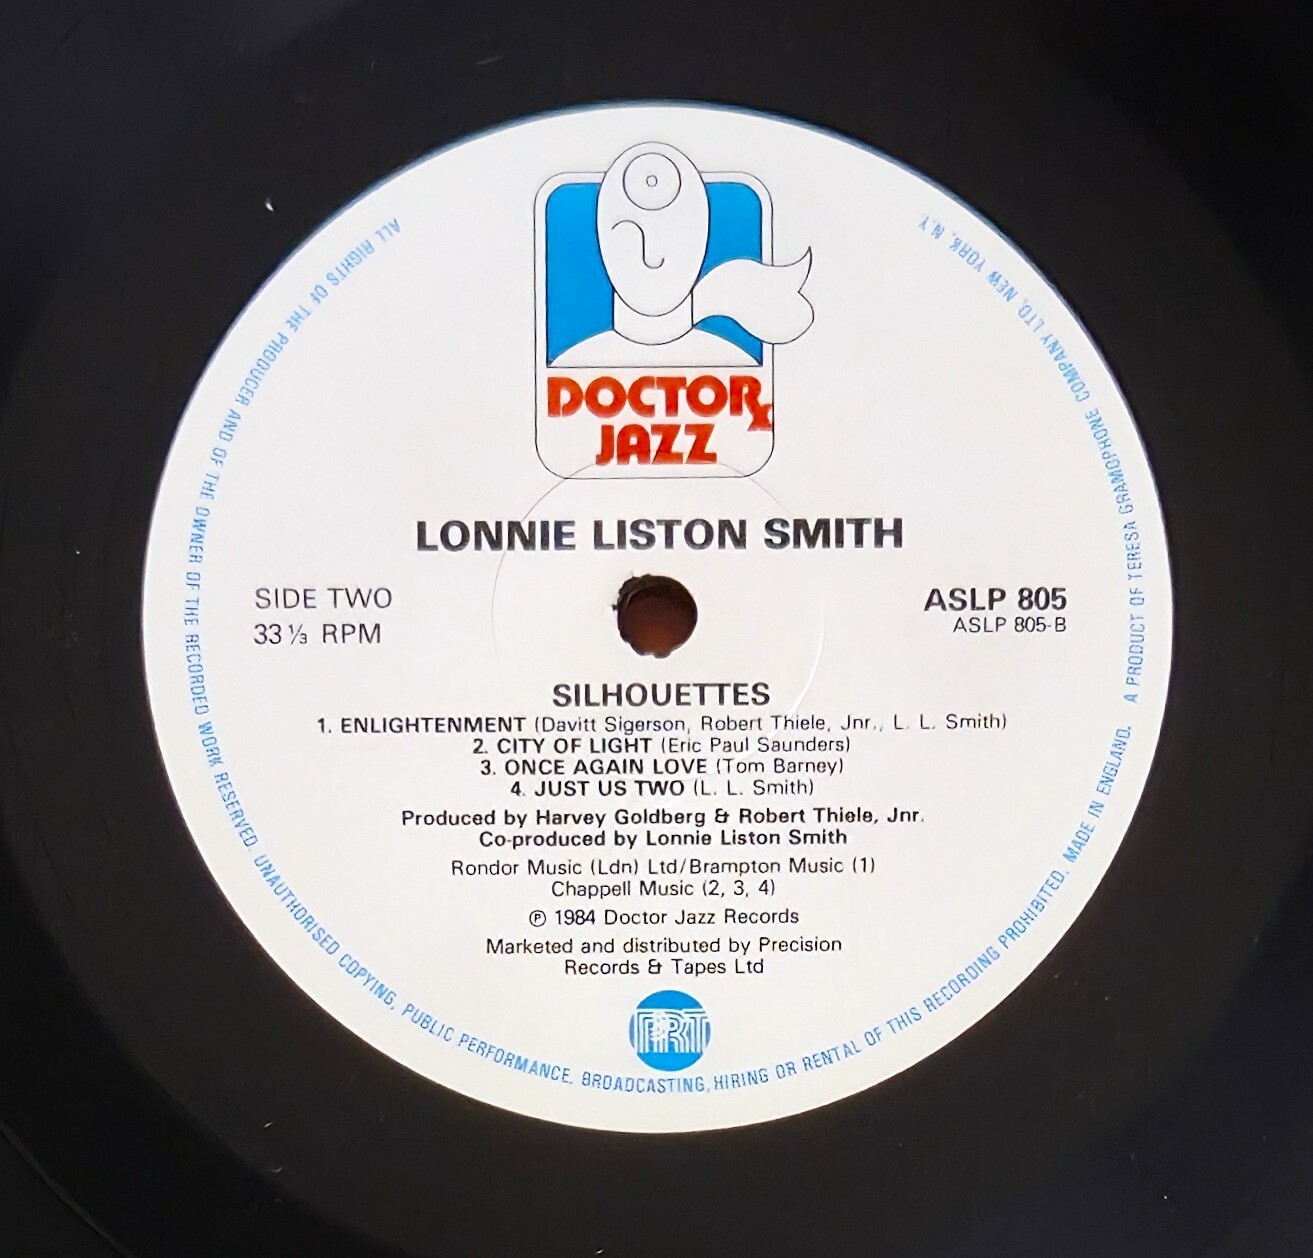 DOCTOR
JAZZ
LONNIE LISTON SMITH
SIDE TWO
33 ⅓ RPM
ASLP 805
ASLP 805-B
SILHOUETTES
1. ENLIGHTENMENT (Davitt Sigerson, Robert Thiele, Jnr., L. L. Smith)
2. CITY OF LIGHT (Eric Paul Saunders)
3. ONCE AGAIN LOVE (Tom Barney)
4. JUST US TWO (L. L. Smith)
Produced by Harvey Goldberg & Robert Thiele, Jnr.
Co-produced by Lonnie Liston Smith
Rondor Music (Ldn) Ltd/Brampton Music (1)
Chappell Music (2, 3, 4)
℗ 1984 Doctor Jazz Records
Marketed and distributed by Precision
Records & Tapes Ltd
PRT
ALL RIGHTS OF THE PRODUCER AND OF THE OWNER OF THE RECORDED WORK RESERVED. UNAUTHORISED COPYING, PUBLIC PERFORMANCE, BROADCASTING, HIRING OR RENTAL OF THIS RECORDING PROHIBITED. MADE IN ENGLAND. A PRODUCT OF TERESA GRAMOPHONE COMPANY LTD, NEW YORK, N.Y